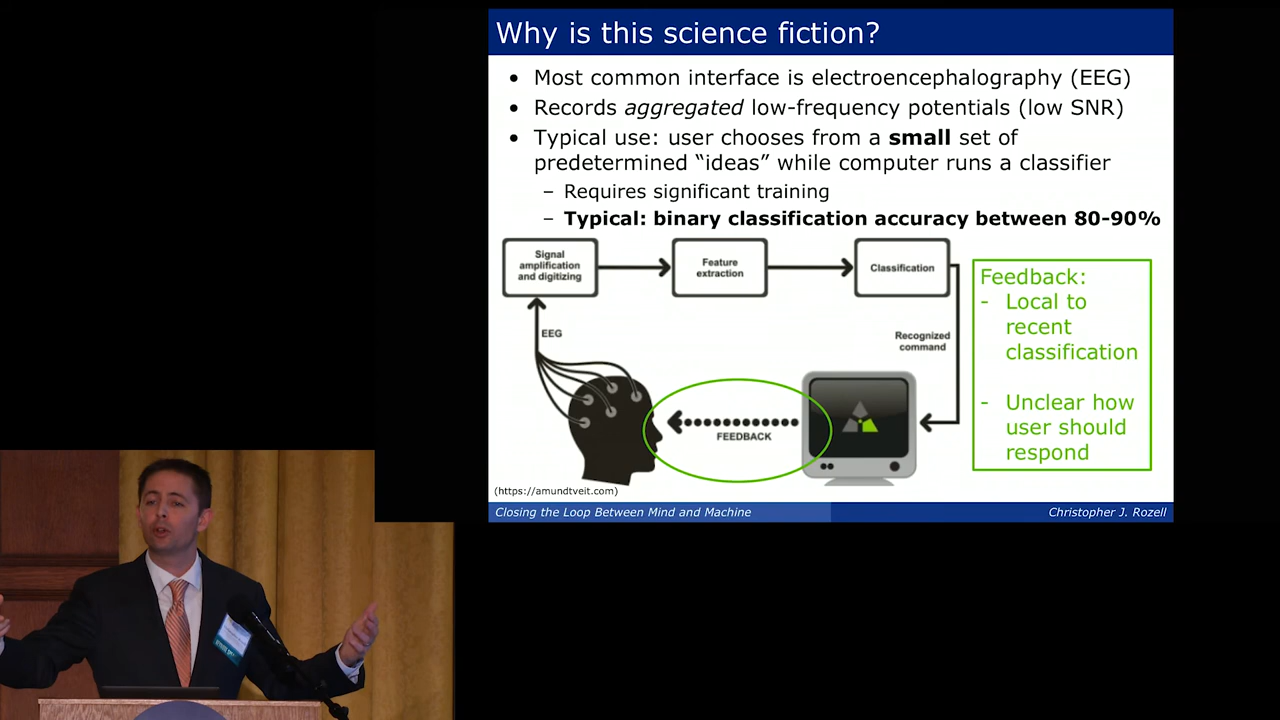 Why is this science fiction?
• Most common interface is electroencephalography (EEG)
• Records aggregated low-frequency potentials (low SNR)
• Typical use: user chooses from a small set of
predetermined “ideas” while computer runs a classifier
– Requires significant training
– Typical: binary classification accuracy between 80-90%
Signal
amplification
and digitizing
Feature
extraction
Classification
EEG
Recognized
command
FEEDBACK
Feedback:
- Local to
recent
classification
- Unclear how
user should
respond
(https://amundtveit.com)
Closing the Loop Between Mind and Machine
Christopher J. Rozell